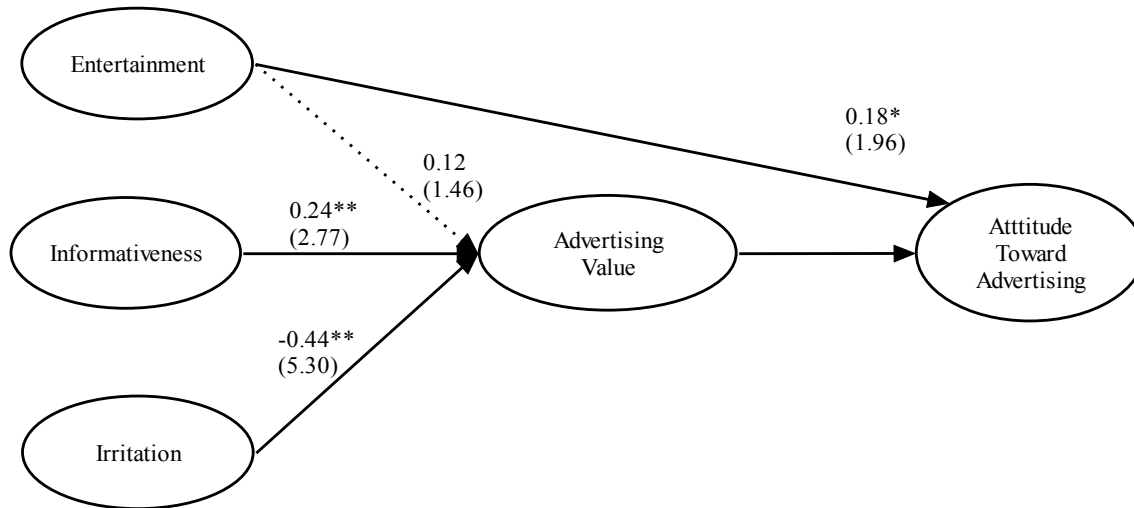 Entertainment
0.18*
(1.96)
0.12
(1.46)
0.24**
(2.77)
Informativeness
Advertising
Value
Atttitude
Toward
Advertising
-0.44**
(5.30)
Irritation